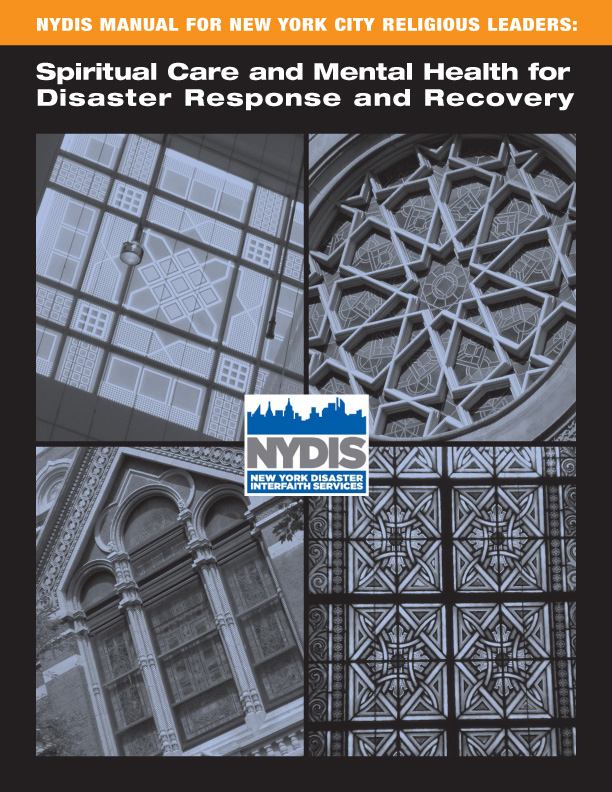 NYDIS MANUAL FOR NEW YORK CITY RELIGIOUS LEADERS:
Spiritual Care and Mental Health for
Disaster Response and Recovery
NYDIS
NEW YORK DISASTER
INTERFAITH SERVICES